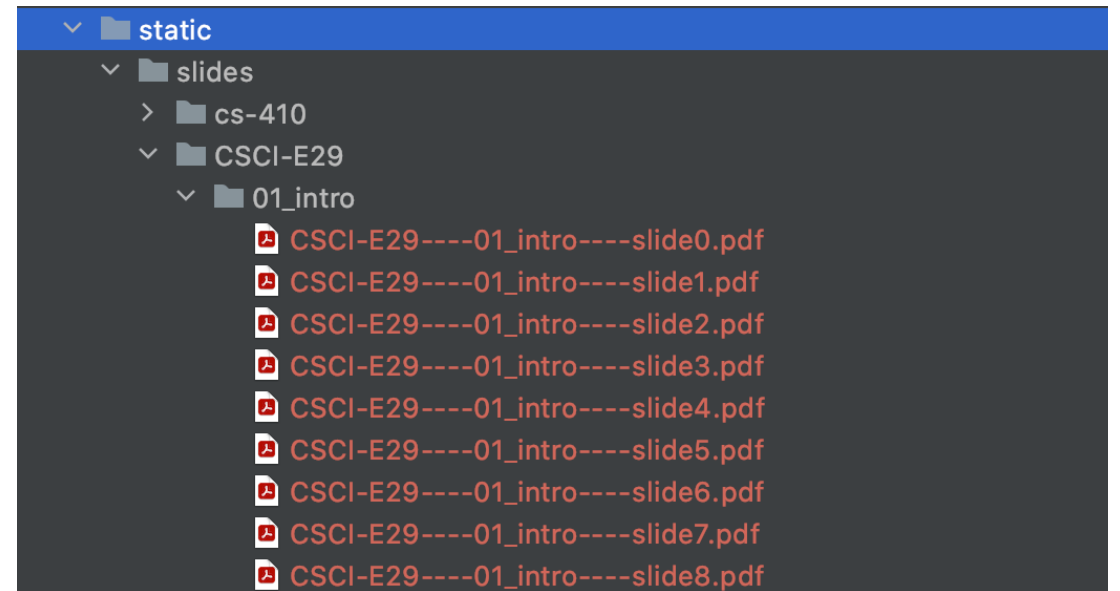 static
slides
cs-410
CSCI-E29
01_intro
CSCI-E29----01_intro----slide0.pdf
CSCI-E29----01_intro----slide1.pdf
CSCI-E29----01_intro----slide2.pdf
CSCI-E29----01_intro----slide3.pdf
CSCI-E29----01_intro----slide4.pdf
CSCI-E29----01_intro----slide5.pdf
CSCI-E29----01_intro----slide6.pdf
CSCI-E29----01_intro----slide7.pdf
CSCI-E29----01_intro----slide8.pdf